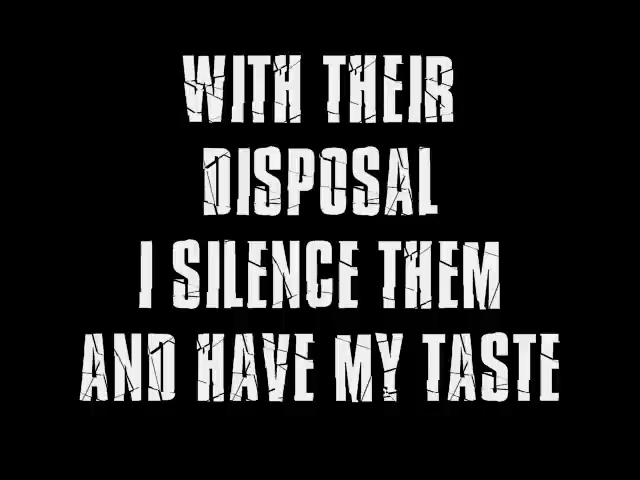 WITH THEIR
DISPOSAL
I SILENCE THEM
AND HAVE MY TASTE